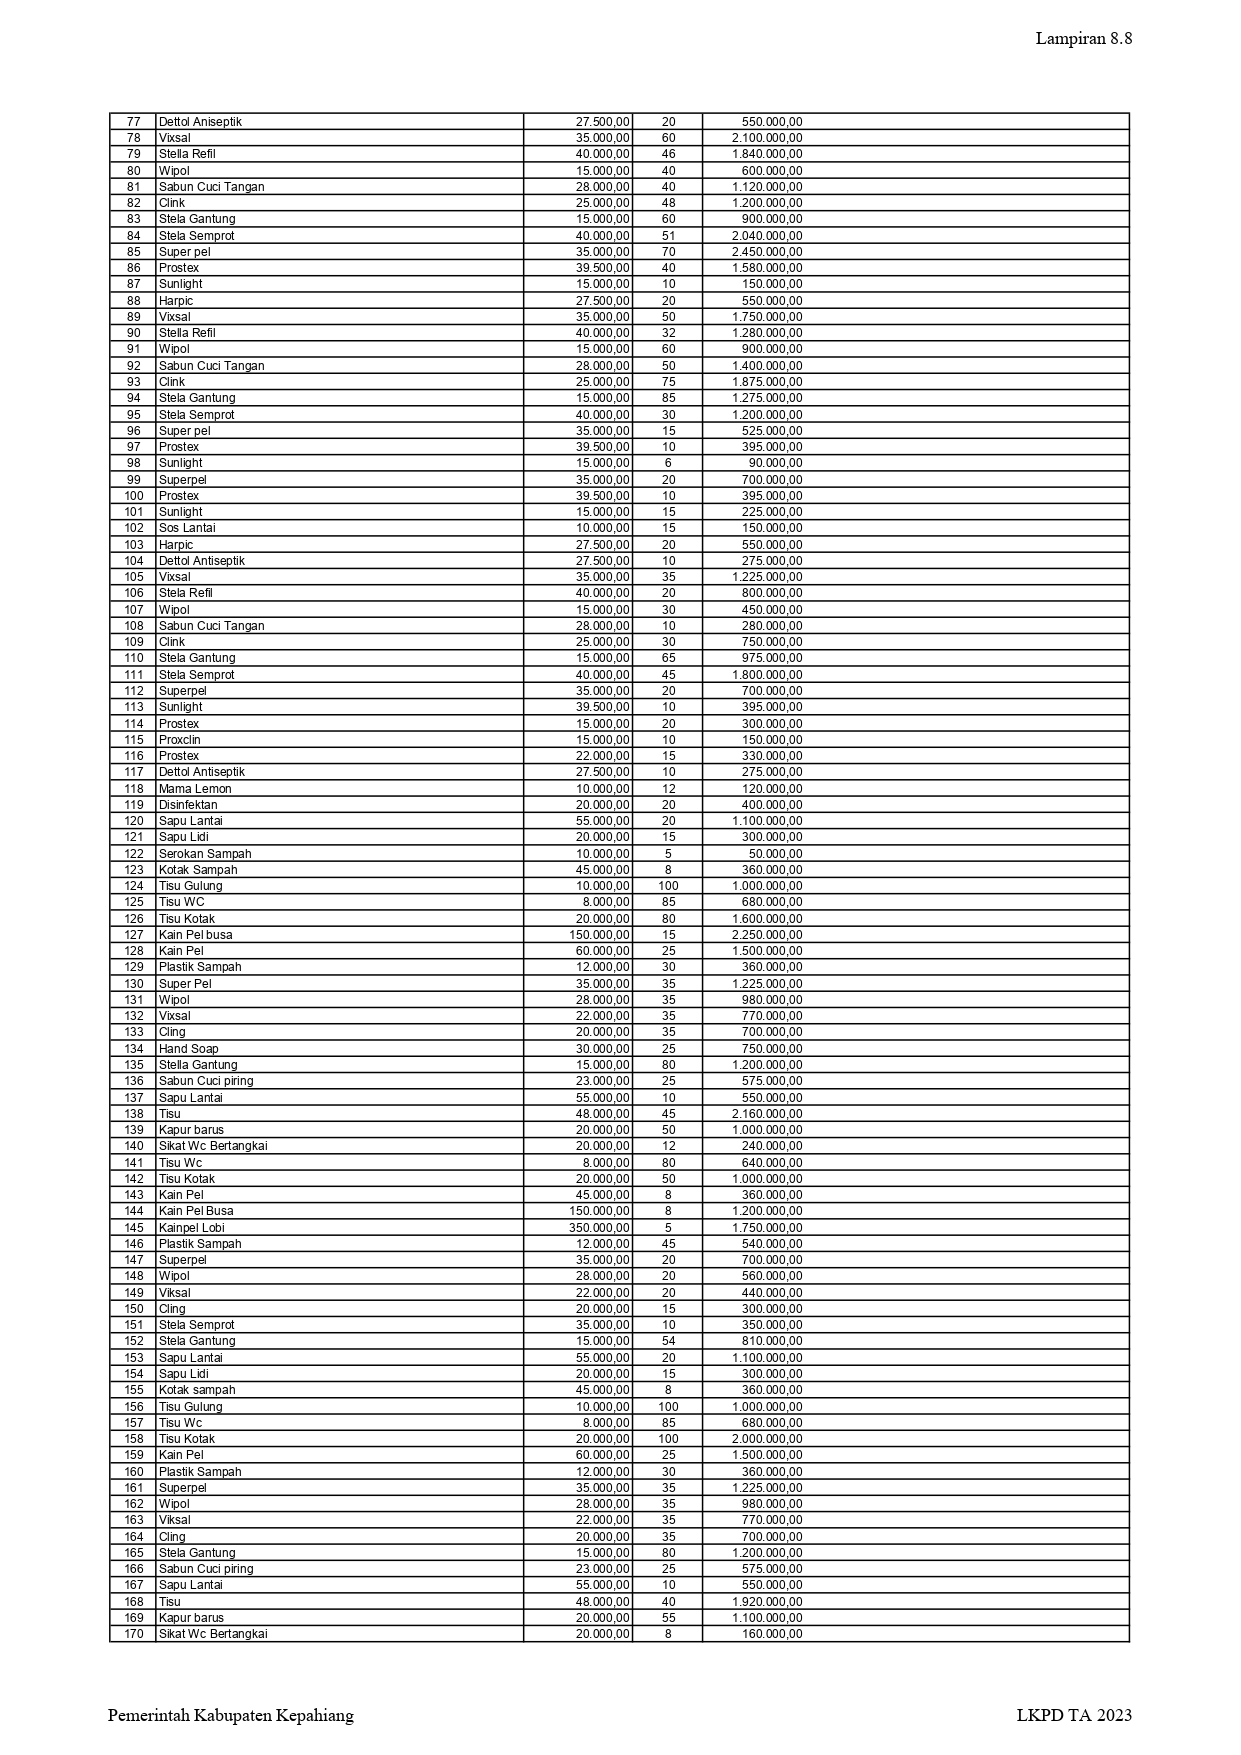 Lampiran 8.8
77 Dettol Aniseptik 27.500,00 20 550.000,00
78 Vixsal 35.000,00 60 2.100.000,00
79 Stella Refil 40.000,00 46 1.840.000,00
80 Wipol 15.000,00 40 600.000,00
81 Sabun Cuci Tangan 28.000,00 40 1.120.000,00
82 Clink 25.000,00 48 1.200.000,00
83 Stela Gantung 15.000,00 60 900.000,00
84 Stela Semprot 40.000,00 51 2.040.000,00
85 Super pel 35.000,00 70 2.450.000,00
86 Prostex 39.500,00 40 1.580.000,00
87 Sunlight 15.000,00 10 150.000,00
88 Harpic 27.500,00 20 550.000,00
89 Vixsal 35.000,00 50 1.750.000,00
90 Stella Refil 40.000,00 32 1.280.000,00
91 Wipol 15.000,00 60 900.000,00
92 Sabun Cuci Tangan 28.000,00 50 1.400.000,00
93 Clink 25.000,00 75 1.875.000,00
94 Stela Gantung 15.000,00 85 1.275.000,00
95 Stela Semprot 40.000,00 30 1.200.000,00
96 Super pel 35.000,00 15 525.000,00
97 Prostex 39.500,00 10 395.000,00
98 Sunlight 15.000,00 6 90.000,00
99 Superpel 35.000,00 20 700.000,00
100 Prostex 39.500,00 10 395.000,00
101 Sunlight 15.000,00 15 225.000,00
102 Sos Lantai 10.000,00 15 150.000,00
103 Harpic 27.500,00 20 550.000,00
104 Dettol Antiseptik 27.500,00 10 275.000,00
105 Vixsal 35.000,00 35 1.225.000,00
106 Stela Refil 40.000,00 20 800.000,00
107 Wipol 15.000,00 30 450.000,00
108 Sabun Cuci Tangan 28.000,00 10 280.000,00
109 Clink 25.000,00 30 750.000,00
110 Stela Gantung 15.000,00 65 975.000,00
111 Stela Semprot 40.000,00 45 1.800.000,00
112 Superpel 35.000,00 20 700.000,00
113 Sunlight 39.500,00 10 395.000,00
114 Prostex 15.000,00 20 300.000,00
115 Proxclin 15.000,00 10 150.000,00
116 Prostex 22.000,00 15 330.000,00
117 Dettol Antiseptik 27.500,00 10 275.000,00
118 Mama Lemon 10.000,00 12 120.000,00
119 Disinfektan 20.000,00 20 400.000,00
120 Sapu Lantai 55.000,00 20 1.100.000,00
121 Sapu Lidi 20.000,00 15 300.000,00
122 Serokan Sampah 10.000,00 5 50.000,00
123 Kotak Sampah 45.000,00 8 360.000,00
124 Tisu Gulung 10.000,00 100 1.000.000,00
125 Tisu WC 8.000,00 85 680.000,00
126 Tisu Kotak 20.000,00 80 1.600.000,00
127 Kain Pel busa 150.000,00 15 2.250.000,00
128 Kain Pel 60.000,00 25 1.500.000,00
129 Plastik Sampah 12.000,00 30 360.000,00
130 Super Pel 35.000,00 35 1.225.000,00
131 Wipol 28.000,00 35 980.000,00
132 Vixsal 22.000,00 35 770.000,00
133 Cling 20.000,00 35 700.000,00
134 Hand Soap 30.000,00 25 750.000,00
135 Stella Gantung 15.000,00 80 1.200.000,00
136 Sabun Cuci piring 23.000,00 25 575.000,00
137 Sapu Lantai 55.000,00 10 550.000,00
138 Tisu 48.000,00 45 2.160.000,00
139 Kapur barus 20.000,00 50 1.000.000,00
140 Sikat Wc Bertangkai 20.000,00 12 240.000,00
141 Tisu Wc 8.000,00 80 640.000,00
142 Tisu Kotak 20.000,00 50 1.000.000,00
143 Kain Pel 45.000,00 8 360.000,00
144 Kain Pel Busa 150.000,00 8 1.200.000,00
145 Kainpel Lobi 350.000,00 5 1.750.000,00
146 Plastik Sampah 12.000,00 45 540.000,00
147 Superpel 35.000,00 20 700.000,00
148 Wipol 28.000,00 20 560.000,00
149 Viksal 22.000,00 20 440.000,00
150 Cling 20.000,00 15 300.000,00
151 Stela Semprot 35.000,00 10 350.000,00
152 Stela Gantung 15.000,00 54 810.000,00
153 Sapu Lantai 55.000,00 20 1.100.000,00
154 Sapu Lidi 20.000,00 15 300.000,00
155 Kotak sampah 45.000,00 8 360.000,00
156 Tisu Gulung 10.000,00 100 1.000.000,00
157 Tisu Wc 8.000,00 85 680.000,00
158 Tisu Kotak 20.000,00 100 2.000.000,00
159 Kain Pel 60.000,00 25 1.500.000,00
160 Plastik Sampah 12.000,00 30 360.000,00
161 Superpel 35.000,00 35 1.225.000,00
162 Wipol 28.000,00 35 980.000,00
163 Viksal 22.000,00 35 770.000,00
164 Cling 20.000,00 35 700.000,00
165 Stela Gantung 15.000,00 80 1.200.000,00
166 Sabun Cuci piring 23.000,00 25 575.000,00
167 Sapu Lantai 55.000,00 10 550.000,00
168 Tisu 48.000,00 40 1.920.000,00
169 Kapur barus 20.000,00 55 1.100.000,00
170 Sikat Wc Bertangkai 20.000,00 8 160.000,00
Pemerintah Kabupaten Kepahiang LKPD TA 2023